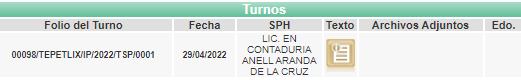 Turnos
Folio del Turno Fecha SPH Texto Archivos Adjuntos Edo.
00098/TEPETLIX/IP/2022/TSP/0001 29/04/2022 LIC. EN
CONTADURIA
ANELL ARANDA
DE LA CRUZ